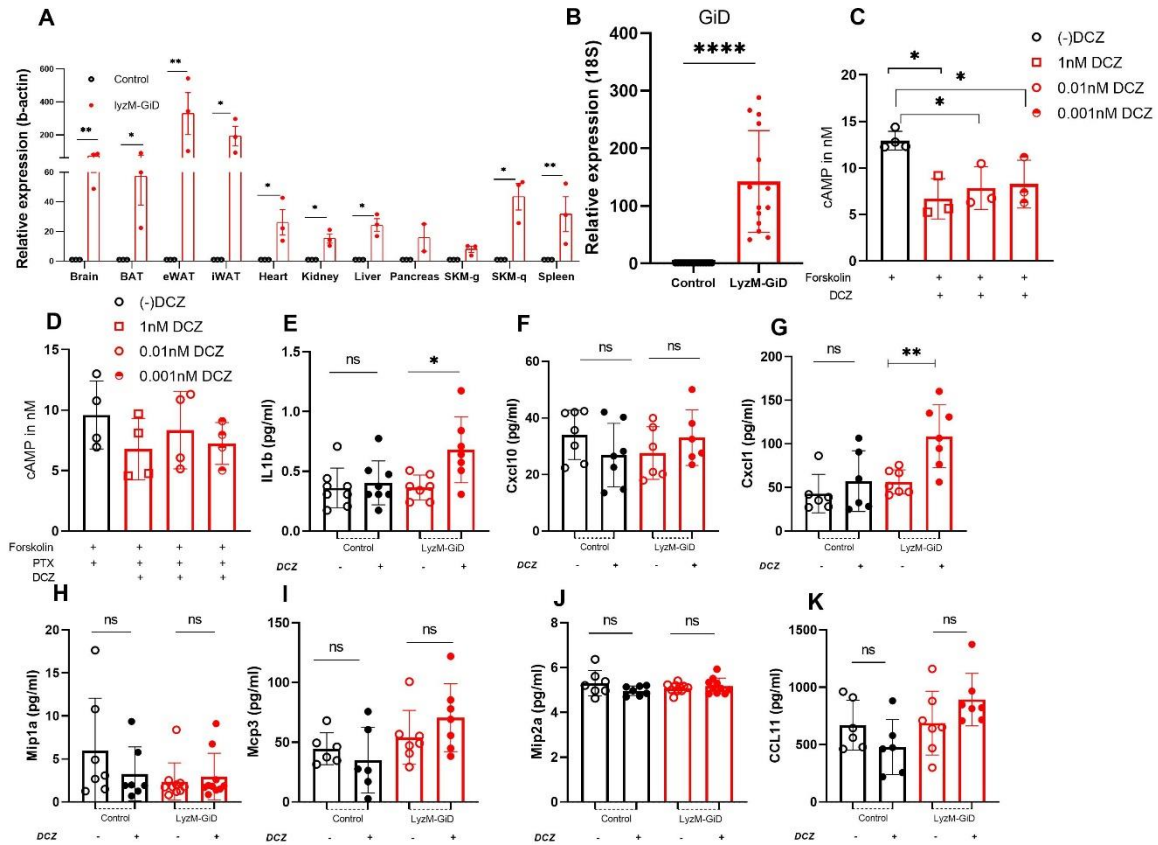 A
Relative expression (b-actin)
600
400
200
60
40
20
0
Control
lyzM-GiD
**
*
**
*
*
*
*
*
**
Brain BAT eWAT iWAT Heart Kidney Liver Pancreas SKM-g SKM-q Spleen
B
GiD
****
Relative expression (18S)
400
300
200
100
0
Control LyzM-GiD
C
(-)DCZ
1nM DCZ
0.01nM DCZ
0.001nM DCZ
*
*
*
cAMP in nM
20
15
10
5
0
Forskolin + + + +
DCZ + + +
D
(-)DCZ
1nM DCZ
0.01nM DCZ
0.001nM DCZ
cAMP in nM
15
10
5
0
Forskolin + + + +
PTX + + + +
DCZ + + +
E
IL1b (pg/ml)
1.5
1.0
0.5
0.0
ns
*
Control LyzM-GiD
DCZ - + - +
F
Cxcl10 (pg/ml)
60
40
20
0
ns
ns
Control LyzM-GiD
- + - +
G
Cxcl1 (pg/ml)
200
150
100
50
0
ns
**
Control LyzM-GiD
DCZ - + - +
H
Mip1a (pg/ml)
20
15
10
5
0
ns
ns
Control LyzM-GiD
DCZ - + - +
I
Mcp3 (pg/ml)
150
100
50
0
ns
ns
Control LyzM-GiD
DCZ - + - +
J
Mip2a (pg/ml)
8
6
4
2
0
ns
ns
Control LyzM-GiD
DCZ - + - +
K
CCL11 (pg/ml)
1500
1000
500
0
ns
ns
Control LyzM-GiD
DCZ - + - +